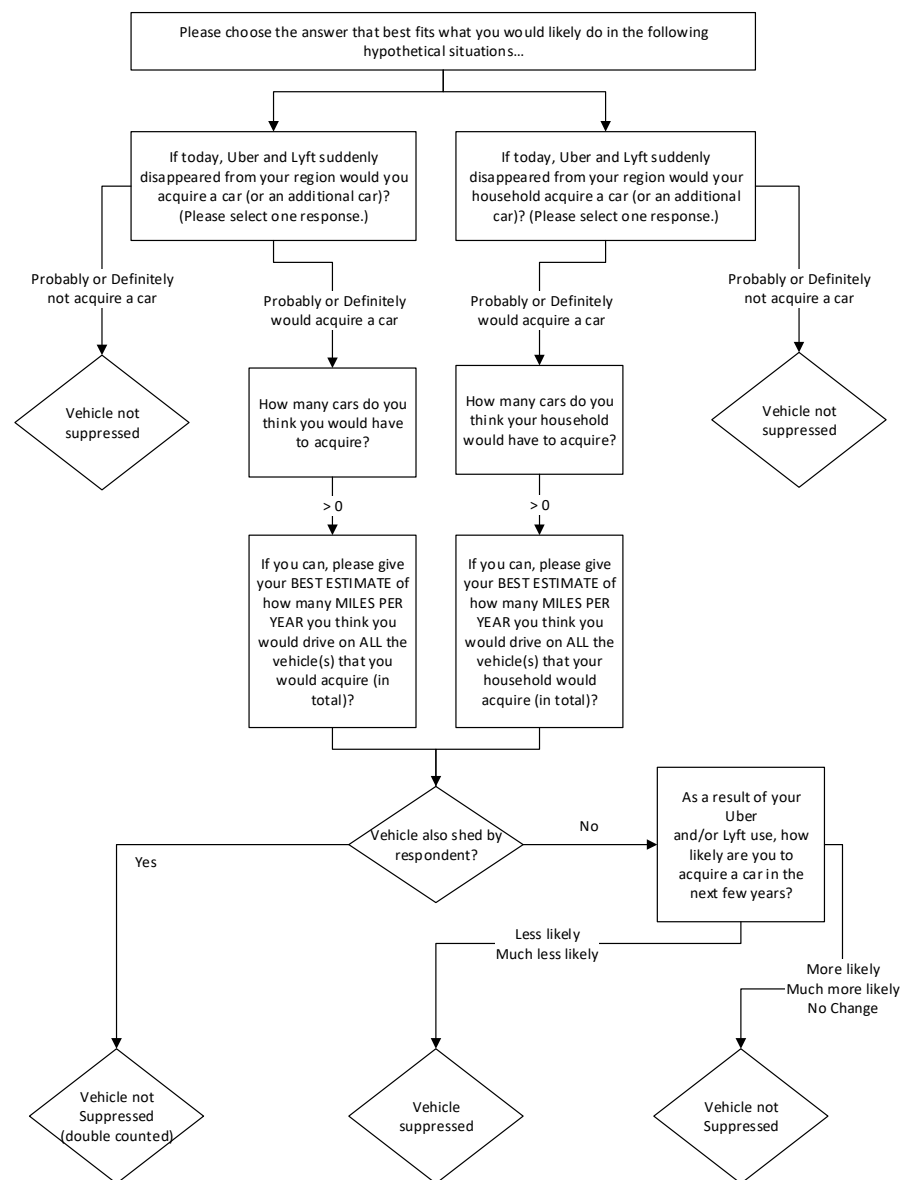 Please choose the answer that best fits what you would likely do in the following
hypothetical situations…
If today, Uber and Lyft suddenly
disappeared from your region would you
acquire a car (or an additional car)?
(Please select one response.)
If today, Uber and Lyft suddenly
disappeared from your region would your
household acquire a car (or an additional
car)? (Please select one response.)
Probably or Definitely
not acquire a car
Probably or Definitely
would acquire a car
Probably or Definitely
would acquire a car
Probably or Definitely
not acquire a car
Vehicle not
suppressed
How many cars do you
think you would have
to acquire?
How many cars do you
think your household
would have to acquire?
Vehicle not
suppressed
> 0
> 0
If you can, please give
your BEST ESTIMATE of
how many MILES PER
YEAR you think you
would drive on ALL the
vehicle(s) that you
would acquire (in
total)?
If you can, please give
your BEST ESTIMATE of
how many MILES PER
YEAR you think you
would drive on ALL the
vehicle(s) that your
household would
acquire (in total)?
Vehicle also shed by
respondent?
Yes
No
As a result of your
Uber
and/or Lyft use, how
likely are you to
acquire a car in the
next few years?
Less likely
Much less likely
More likely
Much more likely
No Change
Vehicle not
Suppressed
(double counted)
Vehicle
suppressed
Vehicle not
Suppressed